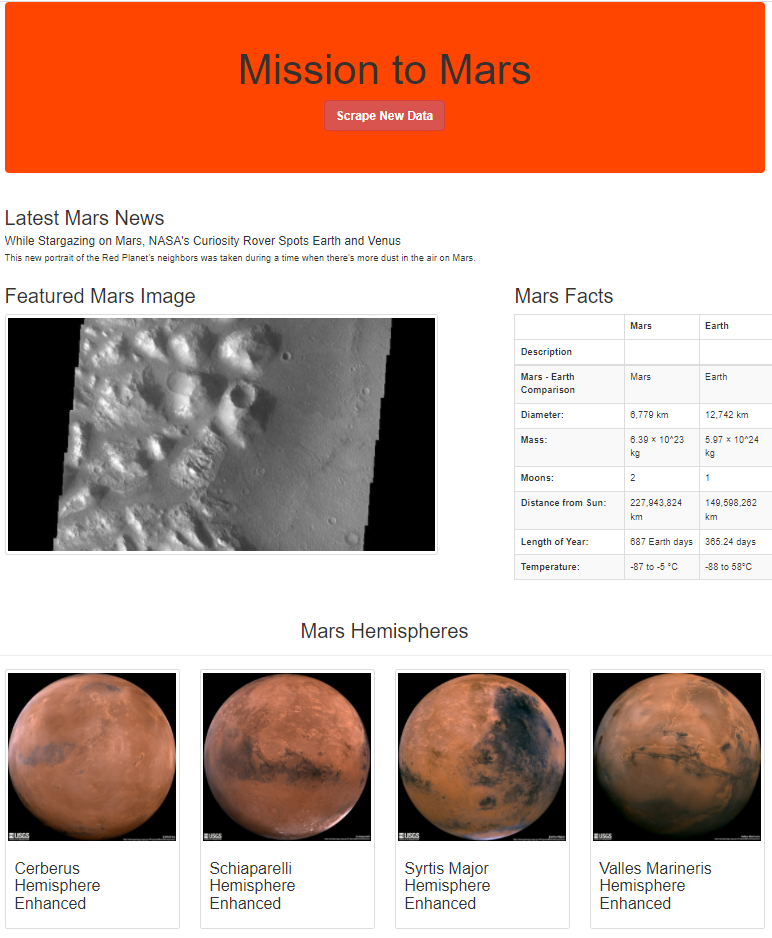 Mission to Mars
Scrape New Data
Latest Mars News
While Stargazing on Mars, NASA's Curiosity Rover Spots Earth and Venus
This new portrait of the Red Planet's neighbors was taken during a time when there's more dust in the air on Mars.
Featured Mars Image
Mars Facts
Mars Earth
Description
Mars - Earth
Comparison
Mars Earth
Diameter: 6,779 km 12,742 km
Mass: 6.39 × 10^23
kg
5.97 × 10^24
kg
Moons: 2 1
Distance from Sun: 227,943,824
km
149,598,262
km
Length of Year: 687 Earth days 365.24 days
Temperature: -87 to -5 °C -88 to 58°C
Mars Hemispheres
USGS
USGS
USGS
USGS
Cerberus
Hemisphere
Enhanced
Schiaparelli
Hemisphere
Enhanced
Syrtis Major
Hemisphere
Enhanced
Valles Marineris
Hemisphere
Enhanced